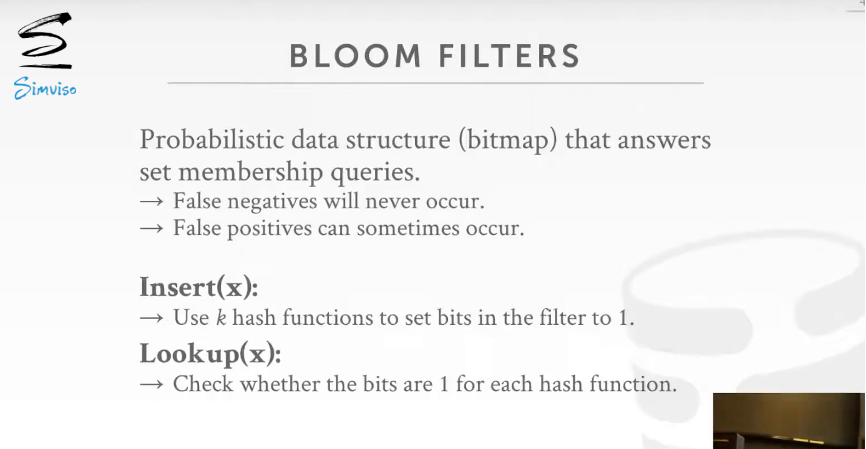 Simviso
BLOOM FILTERS
Probabilistic data structure (bitmap) that answers
set membership queries.
→ False negatives will never occur.
→ False positives can sometimes occur.
Insert(x):
→ Use k hash functions to set bits in the filter to 1.
Lookup(x):
→ Check whether the bits are 1 for each hash function.